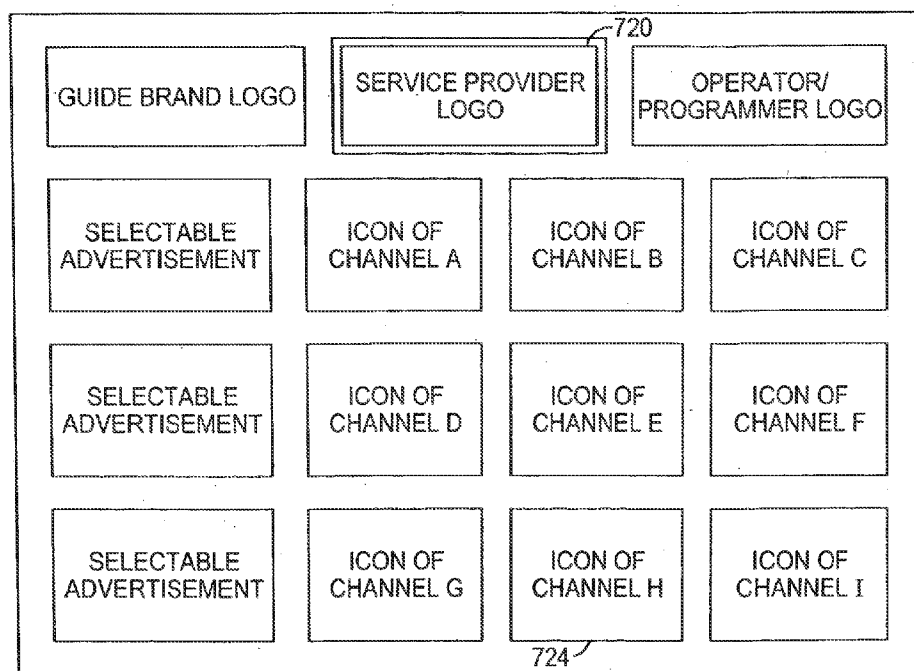 720
GUIDE BRAND LOGO
SERVICE PROVIDER
LOGO
OPERATOR/
PROGRAMMER LOGO
SELECTABLE
ADVERTISEMENT
ICON OF
CHANNEL A
ICON OF
CHANNEL B
ICON OF
CHANNEL C
SELECTABLE
ADVERTISEMENT
ICON OF
CHANNEL D
ICON OF
CHANNEL E
ICON OF
CHANNEL F
SELECTABLE
ADVERTISEMENT
ICON OF
CHANNEL G
ICON OF
CHANNEL H
ICON OF
CHANNEL I
724